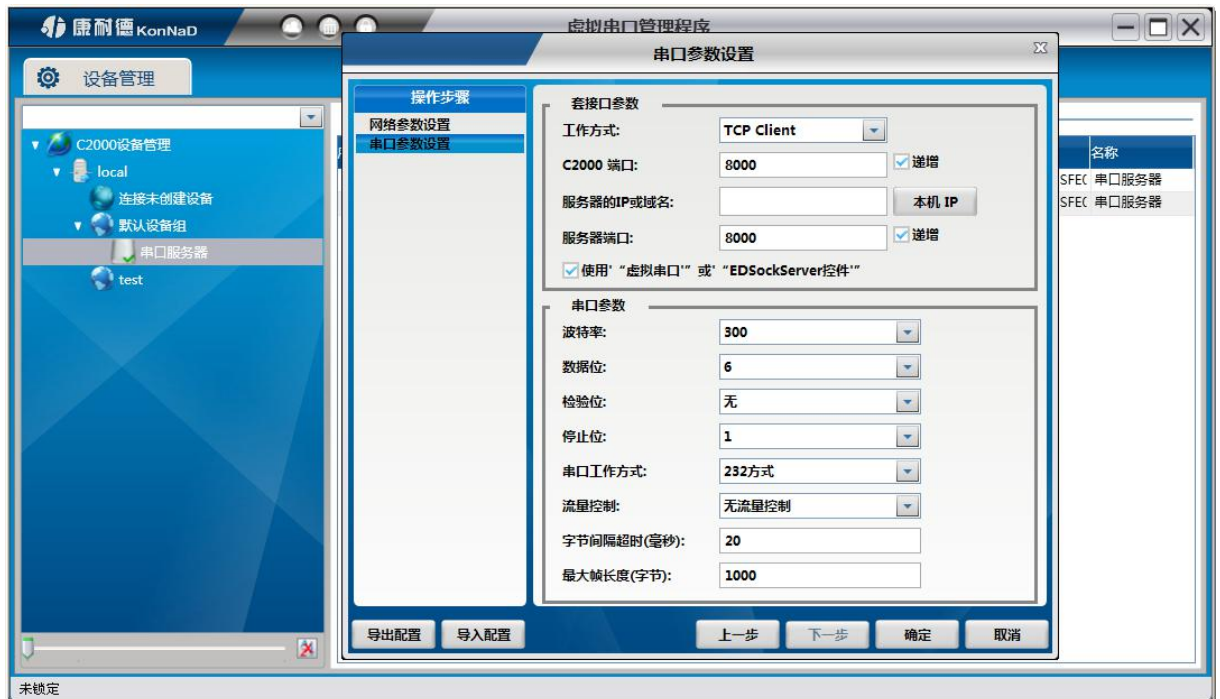 康耐德 KonNaD
虚拟串口管理程序
设备管理
C2000设备管理
local
连接未创建设备
默认设备组
串口服务器
test
名称
SFEC 串口服务器
SFEC 串口服务器
串口参数设置
操作步骤
网络参数设置
串口参数设置
套接口参数
工作方式: TCP Client
C2000 端口: 8000 递增
服务器的IP或域名: 本机 IP
服务器端口: 8000 递增
使用' “虚拟串口'” 或' “EDSockServer控件'”
串口参数
波特率: 300
数据位: 6
检验位: 无
停止位: 1
串口工作方式: 232方式
流量控制: 无流量控制
字节间隔超时(毫秒): 20
最大帧长度(字节): 1000
导出配置 导入配置 上一步 下一步 确定 取消
未锁定